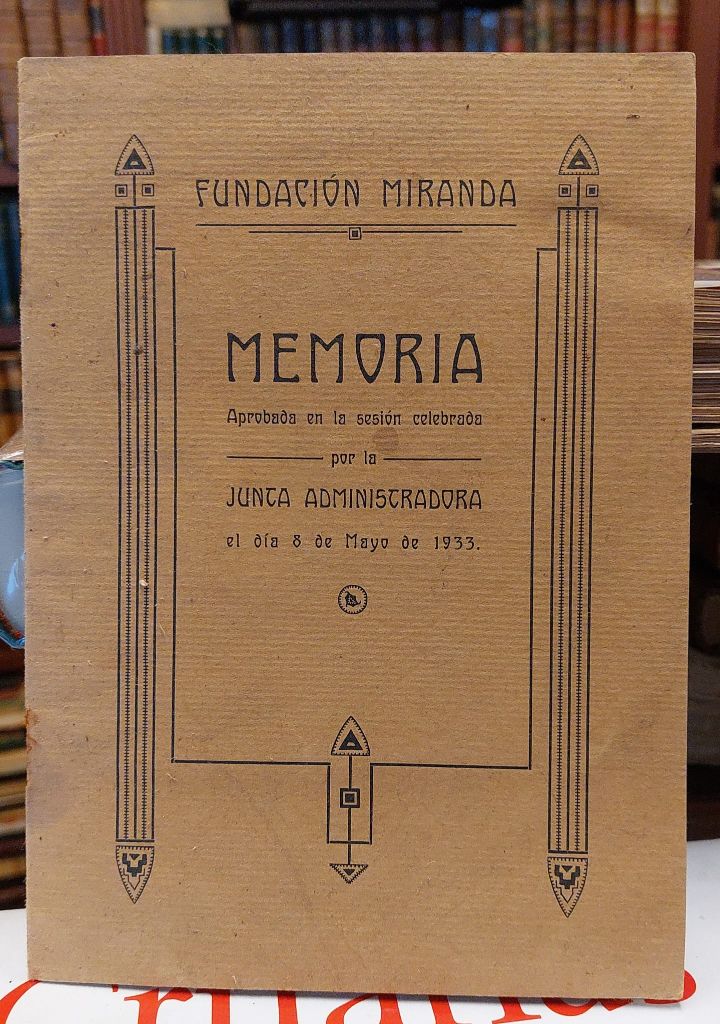 FUNDACIÓN MIRANDA
MEMORIA
Aprobada en la sesión celebrada
por la
JUNTA ADMINISTRADORA
el día 8 de Mayo de 1933.